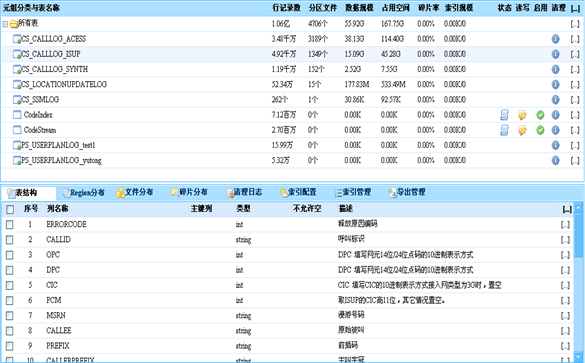 元组分类与表名称 行记录数 分区文件 数据规模 占用空间 碎片率 索引规模 状态 读写 启用 清理 [...]
所有表 1.06亿 4706个 55.92G 167.75G 0.00% 0.00K/0 [...]
CS_CALLLOG_ACESS 3.48千万 3189个 38.13G 114.40G 0.00% 0.00K/0 [...]
CS_CALLLOG_ISUP 4.92千万 1349个 15.09G 45.28G 0.00% 0.00K/0 [...]
CS_CALLLOG_SYNTH 1.19千万 152个 2.52G 7.55G 0.00% 0.00K/0 [...]
CS_LOCATIONUPDATELOG 52.34万 15个 177.83M 533.49M 0.00% 0.00K/0 [...]
CS_SSMLOG 262个 1个 30.86K 92.57K 0.00% 0.00K/0 [...]
CodeIndex 7.12百万 0个 0.00K 0.00K 0.00% 0.00K/0 [...]
CodeStream 2.70百万 0个 0.00K 0.00K 0.00% 0.00K/0 [...]
PS_USERPLANLOG_test1 15.99万 0个 0.00K 0.00K 0.00% 0.00K/0 [...]
PS_USERPLANLOG_yutong 5.32万 0个 0.00K 0.00K 0.00% 0.00K/0 [...]
表结构 Region分布 文件分布 碎片分布 清理日志 索引配置 索引管理 导出管理
序号 列名称 主键列 类型 不允许空 描述 [...]
1 ERRORCODE int 释放原因编码 [...]
2 CALLID string 呼叫标识 [...]
3 OPC int DPC 填写网元14位/24位点码的10进制表示方式 [...]
4 DPC int DPC 填写网元14位/24位点码的10进制表示方式 [...]
5 CIC int CIC 填写CIC的10进制表示方式接入网类型为3G时，置空 [...]
6 PCM int 取ISUP的CIC高11位，其它情况置空。 [...]
7 MSRN string 漫游号码 [...]
8 CALLEE string 原始被叫 [...]
9 PREFIX string 前插码 [...]
10 CALLERPREFIX string 主叫字冠 [...]